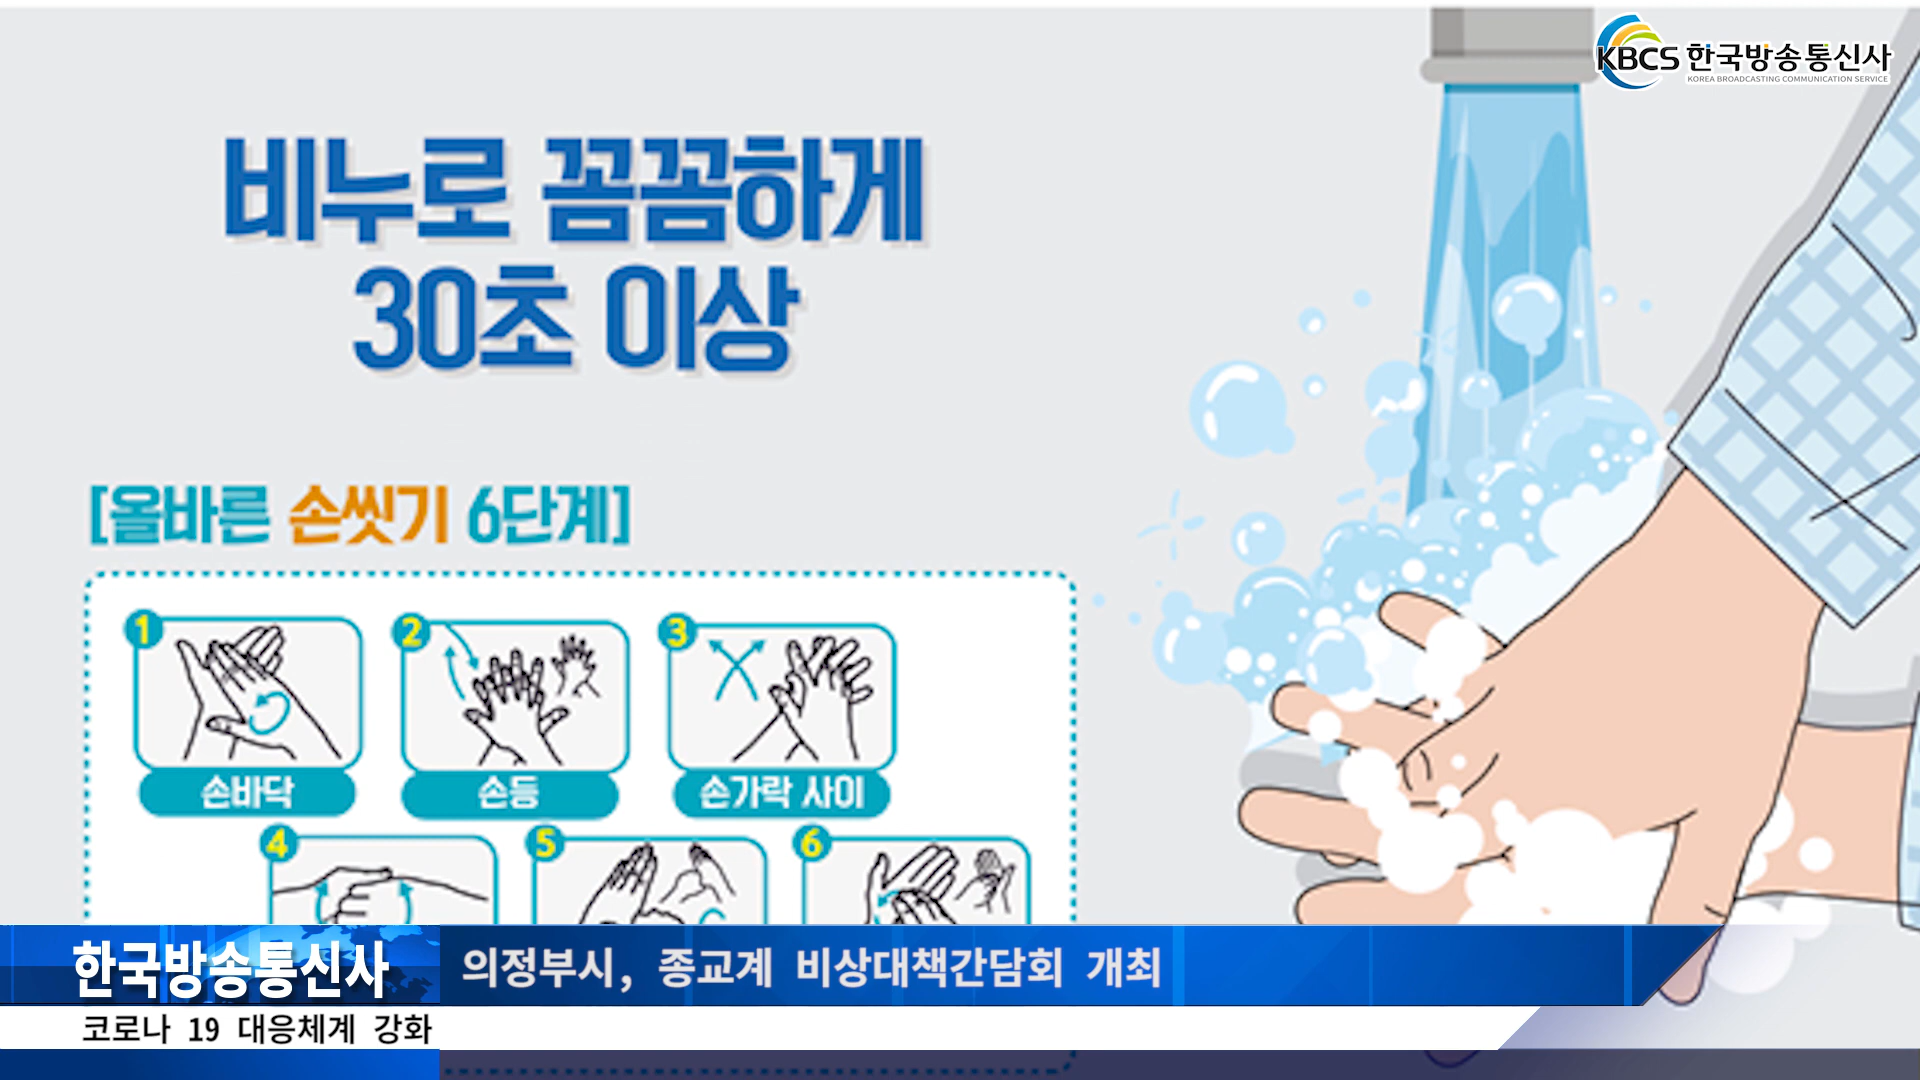 KBCS 한국방송통신사
KOREA BROADCASTING COMMUNICATION SERVICE
비누로 꼼꼼하게
30초 이상
[올바른 손씻기 6단계]
1 2 3
손바닥 손등 손가락 사이
4 5 6
한국방송통신사 의정부시, 종교계 비상대책간담회 개최
코로나 19 대응체계 강화